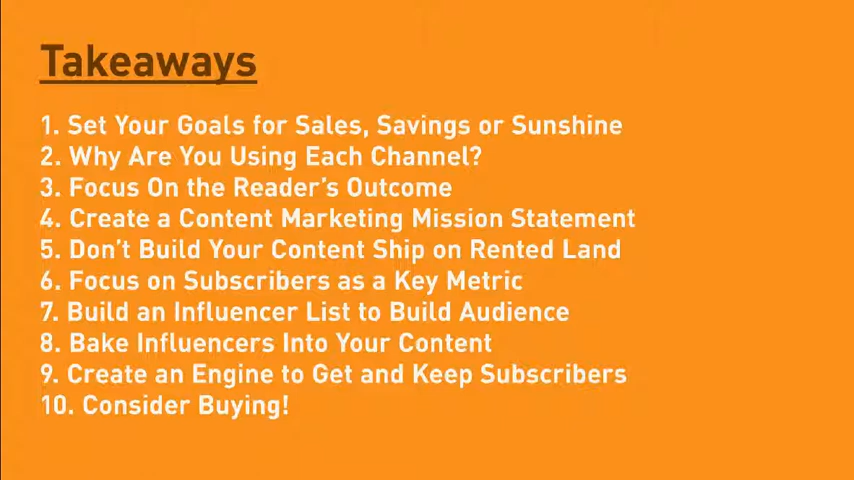 Takeaways
1. Set Your Goals for Sales, Savings or Sunshine
2. Why Are You Using Each Channel?
3. Focus On the Reader's Outcome
4. Create a Content Marketing Mission Statement
5. Don't Build Your Content Ship on Rented Land
6. Focus on Subscribers as a Key Metric
7. Build an Influencer List to Build Audience
8. Bake Influencers Into Your Content
9. Create an Engine to Get and Keep Subscribers
10. Consider Buying!